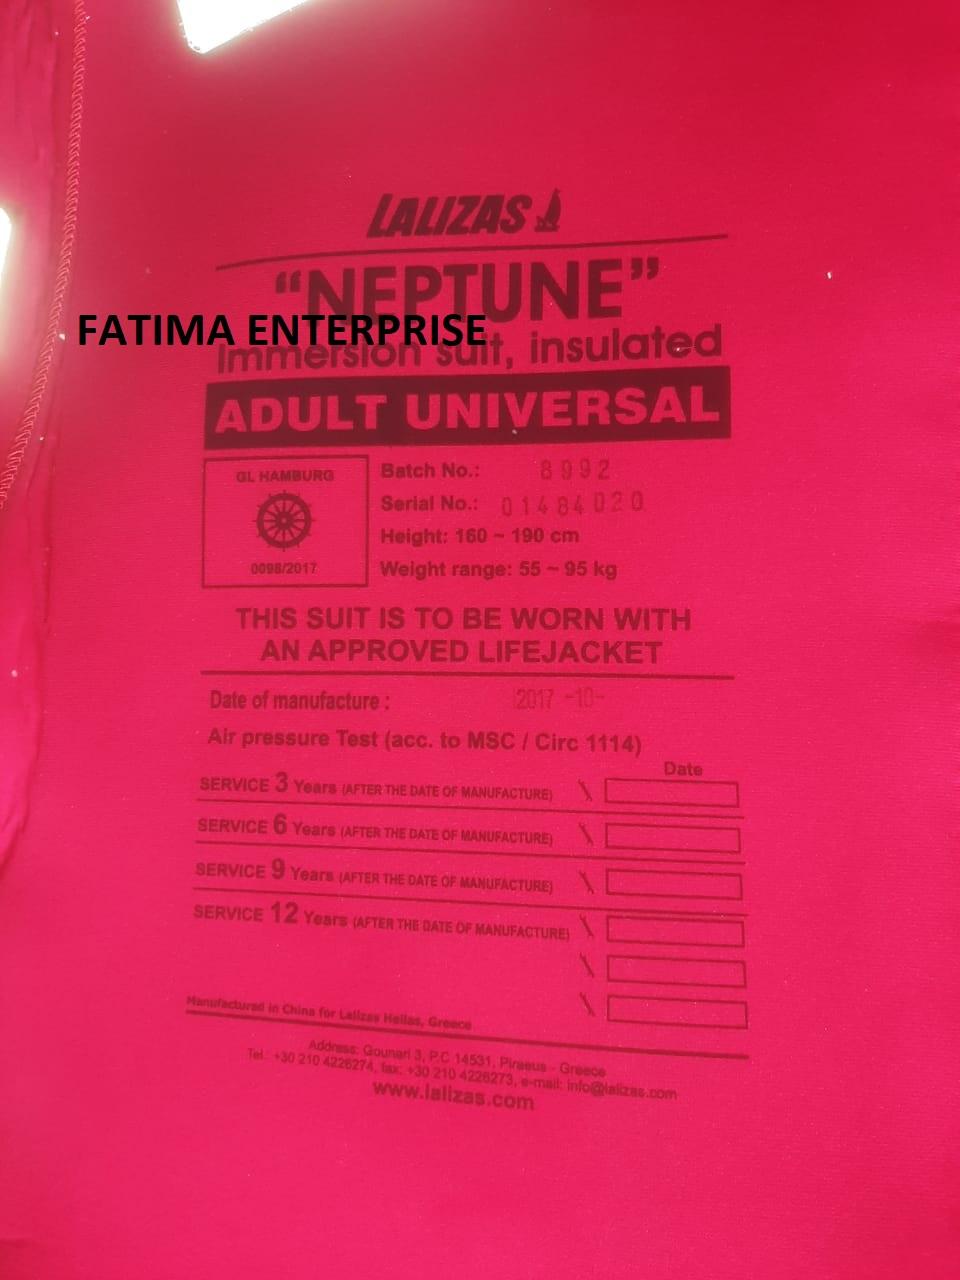 LALIZAS
“NEPTUNE”
FATIMA ENTERPRISE
Immersion suit, insulated
ADULT UNIVERSAL
GL HAMBURG
0098/2017
Batch No.: 8992
Serial No.: 01484020
Height: 160 ~ 190 cm
Weight range: 55 ~ 95 kg
THIS SUIT IS TO BE WORN WITH
AN APPROVED LIFEJACKET
Date of manufacture : 2017 -10-
Air pressure Test (acc. to MSC / Circ 1114)
Date
SERVICE 3 Years (AFTER THE DATE OF MANUFACTURE)
SERVICE 6 Years (AFTER THE DATE OF MANUFACTURE)
SERVICE 9 Years (AFTER THE DATE OF MANUFACTURE)
SERVICE 12 Years (AFTER THE DATE OF MANUFACTURE)
Manufactured in China for Lalizas Hellas, Greece
Address: Gounari 3, P.C 14531, Piraeus - Greece
Tel.: +30 210 4226274, fax: +30 210 4226273, e-mail: info@lalizas.com
www.lalizas.com